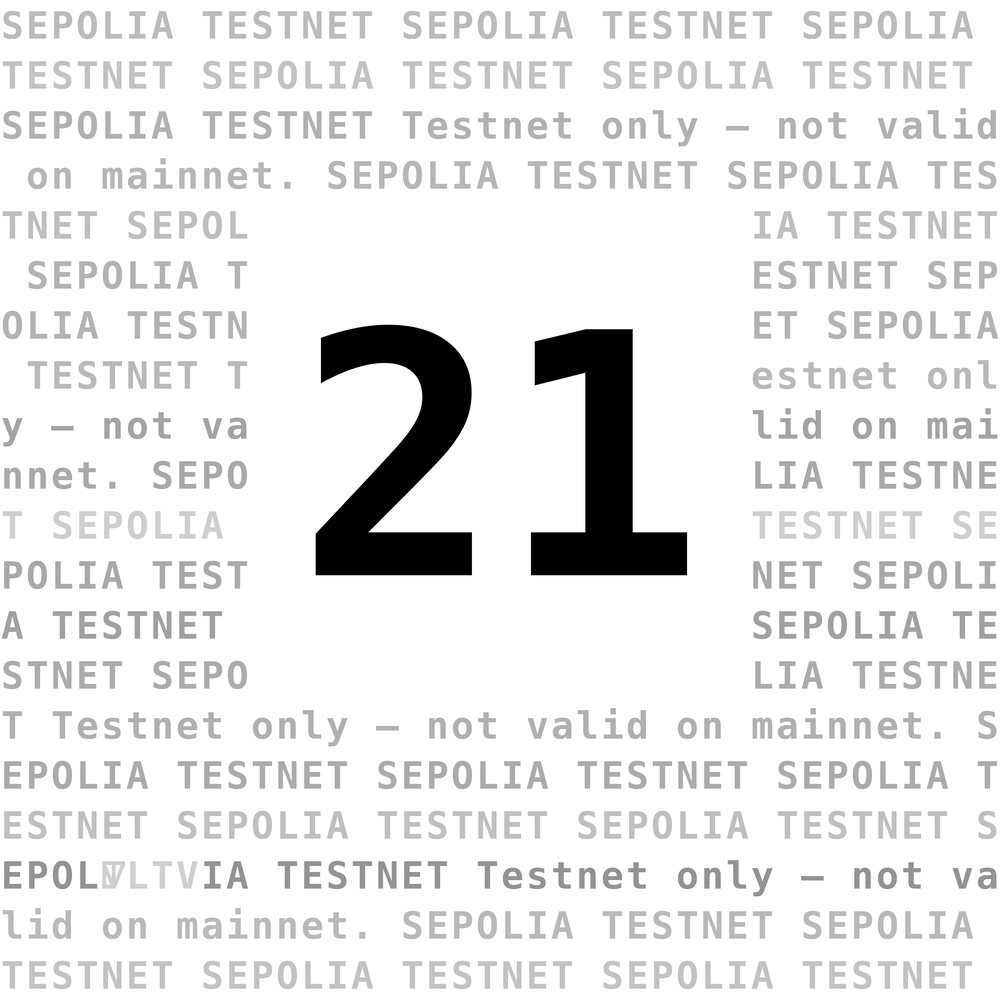 SEPOLIA TESTNET SEPOLIA TESTNET SEPOLIA
TESTNET SEPOLIA TESTNET SEPOLIA TESTNET
SEPOLIA TESTNET Testnet only — not valid
on mainnet. SEPOLIA TESTNET SEPOLIA TES
TNET SEPOL IA TESTNET
SEPOLIA T ESTNET SEP
OLIA TESTN ET SEPOLIA
TESTNET T estnet onl
21
y — not va lid on mai
nnet. SEPO LIA TESTNE
T SEPOLIA TESTNET SE
POLIA TEST NET SEPOLI
A TESTNET SEPOLIA TE
STNET SEPO LIA TESTNE
T Testnet only — not valid on mainnet. S
EPOLIA TESTNET SEPOLIA TESTNET SEPOLIA T
ESTNET SEPOLIA TESTNET SEPOLIA TESTNET S
EPOL LTVIA TESTNET Testnet only — not va
lid on mainnet. SEPOLIA TESTNET SEPOLIA
TESTNET SEPOLIA TESTNET SEPOLIA TESTNET